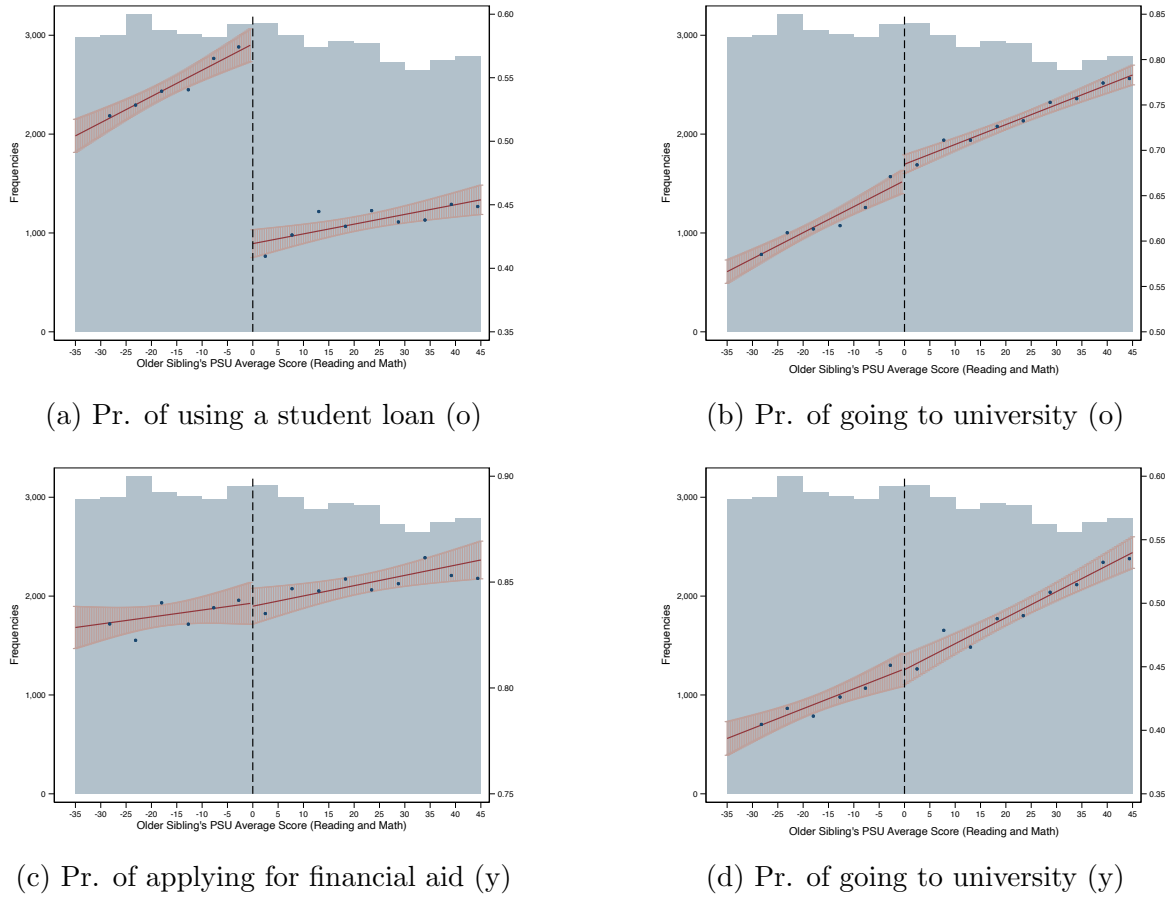 3,000
2,000
1,000
0
Frequencies
0.60
0.55
0.50
0.45
0.40
0.35
-35 -30 -25 -20 -15 -10 -5 0 5 10 15 20 25 30 35 40 45
Older Sibling's PSU Average Score (Reading and Math)
(a) Pr. of using a student loan (o)
3,000
2,000
1,000
0
Frequencies
0.85
0.80
0.75
0.70
0.65
0.60
0.55
0.50
-35 -30 -25 -20 -15 -10 -5 0 5 10 15 20 25 30 35 40 45
Older Sibling's PSU Average Score (Reading and Math)
(b) Pr. of going to university (o)
3,000
2,000
1,000
0
Frequencies
0.90
0.85
0.80
0.75
-35 -30 -25 -20 -15 -10 -5 0 5 10 15 20 25 30 35 40 45
Older Sibling's PSU Average Score (Reading and Math)
(c) Pr. of applying for financial aid (y)
3,000
2,000
1,000
0
Frequencies
0.60
0.55
0.50
0.45
0.40
0.35
-35 -30 -25 -20 -15 -10 -5 0 5 10 15 20 25 30 35 40 45
Older Sibling's PSU Average Score (Reading and Math)
(d) Pr. of going to university (y)